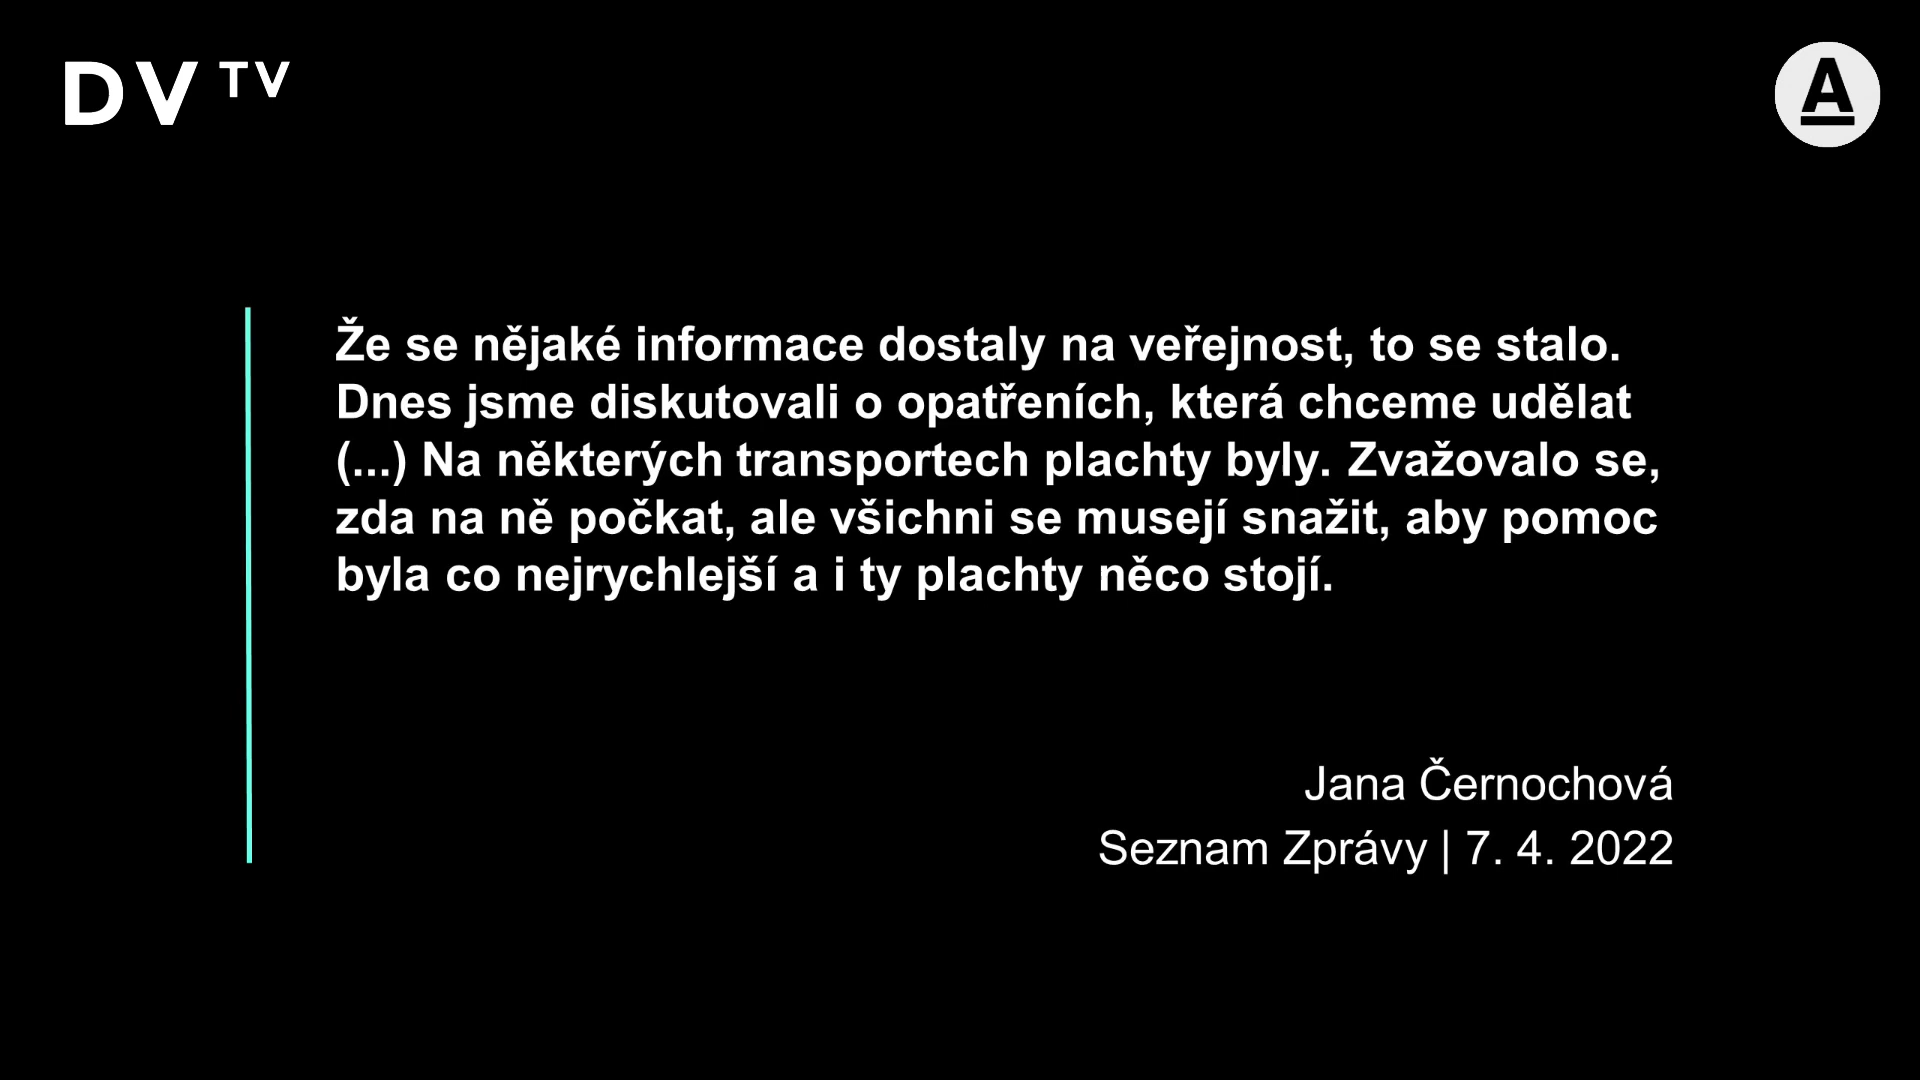 DV TV
A
Že se nějaké informace dostaly na veřejnost, to se stalo.
Dnes jsme diskutovali o opatřeních, která chceme udělat
(...) Na některých transportech plachty byly. Zvažovalo se,
zda na ně počkat, ale všichni se musejí snažit, aby pomoc
byla co nejrychlejší a i ty plachty něco stojí.
Jana Černochová
Seznam Zprávy | 7. 4. 2022